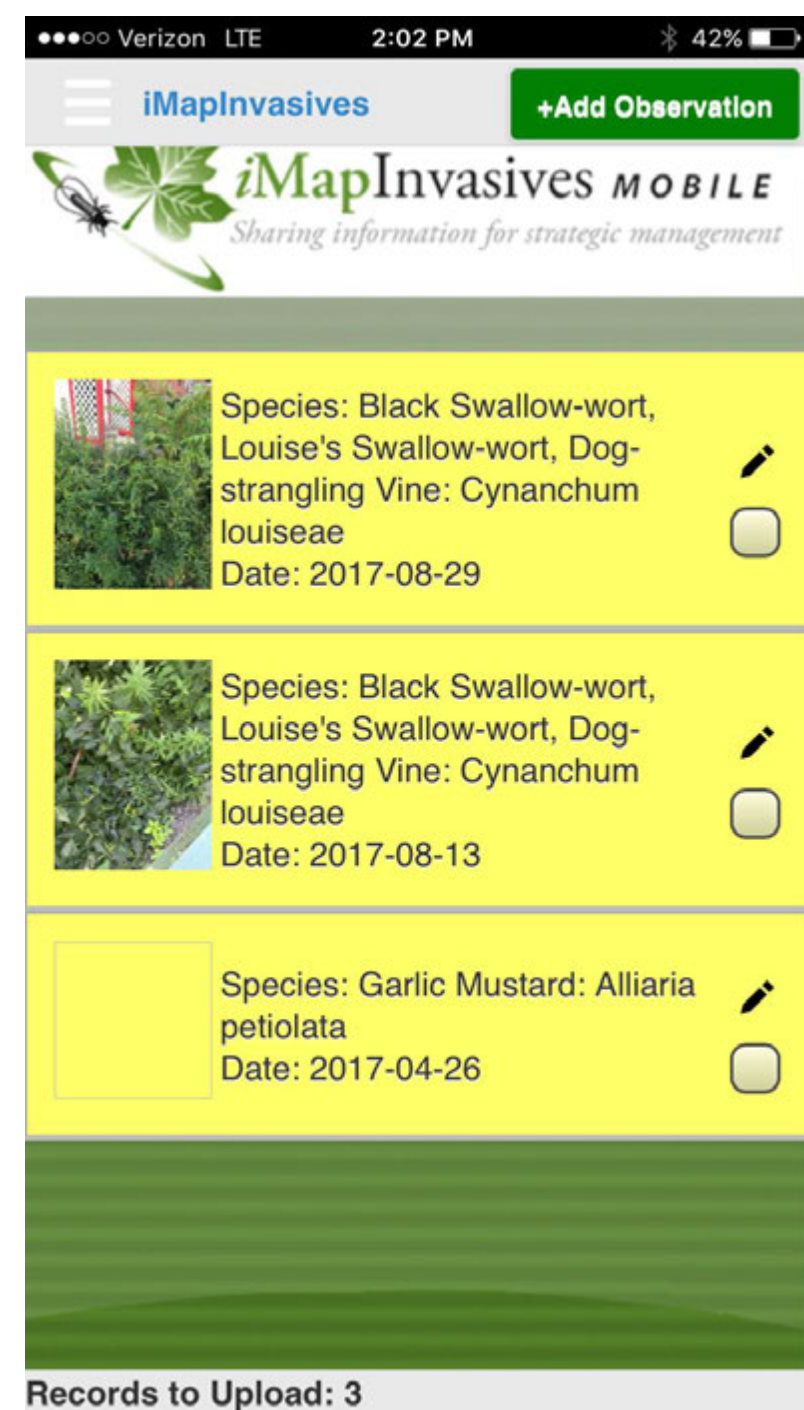 Verizon LTE 2:02 PM 42%
iMapInvasives +Add Observation
iMapInvasives MOBILE
Sharing information for strategic management
Species: Black Swallow-wort,
Louise's Swallow-wort, Dog-
strangling Vine: Cynanchum
louiseae
Date: 2017-08-29
Species: Black Swallow-wort,
Louise's Swallow-wort, Dog-
strangling Vine: Cynanchum
louiseae
Date: 2017-08-13
Species: Garlic Mustard: Alliaria
petiolata
Date: 2017-04-26
Records to Upload: 3